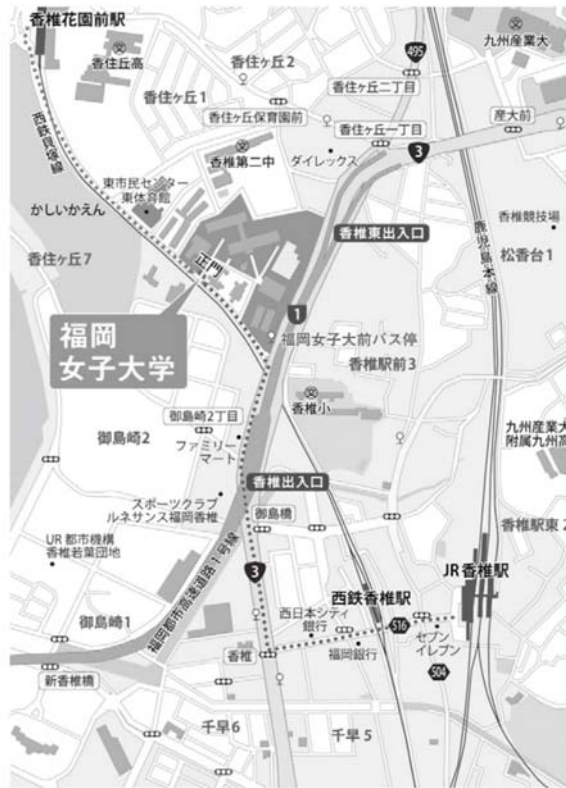 香椎花園前駅
九州産業大
香住丘高
香住ヶ丘2
495
香住ヶ丘1
香住ヶ丘二丁目
産大前
香住ヶ丘保育園前
香住ヶ丘一丁目
3
西鉄貝塚線
香椎第二中
ダイレックス
東市民センター
東体育館
香椎競技場
かしいかえん
鹿児島本線
松香台1
香椎東出入口
香住ヶ丘7
正門
1
福岡
女子大学
福岡女子大前バス停
香椎駅前3
香椎小
御島崎2丁目
御島崎2
ファミリー
マート
九州産業大
附属九州高
香椎出入口
スポーツクラブ
ルネサンス福岡香椎
御島橋
香椎駅東2
UR都市機構
香椎若葉団地
福岡都市高速道路1号線
3
JR香椎駅
西鉄香椎駅
御島崎1
西日本シティ
銀行
516
セブン
イレブン
香椎
福岡銀行
504
新香椎橋
千早6
千早5